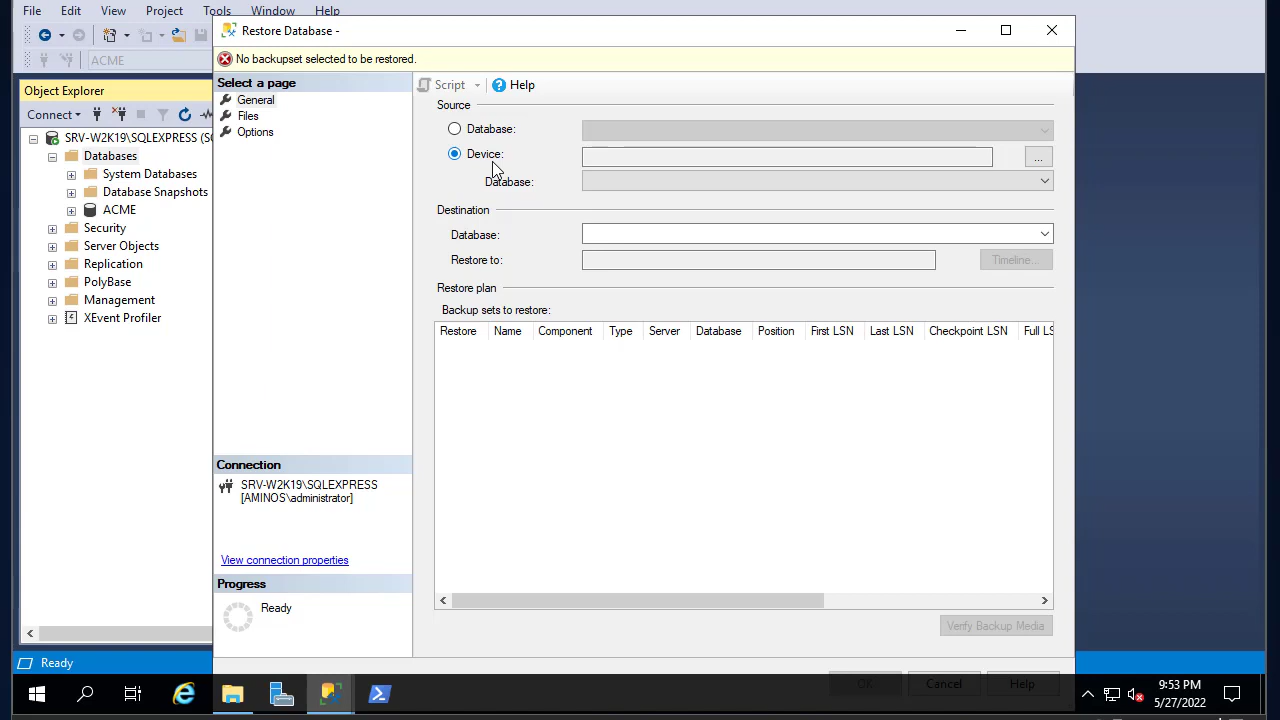 File Edit View Project Tools Window Help
Restore Database -
No backupset selected to be restored.
ACME
Object Explorer
Connect
SRV-W2K19\SQLEXPRESS (S
Databases
System Databases
Database Snapshots
ACME
Security
Server Objects
Replication
PolyBase
Management
XEvent Profiler
Select a page
General
Files
Options
Script Help
Source
Database:
Device:
...
Database:
Destination
Database:
Restore to:
Timeline...
Restore plan
Backup sets to restore:
Restore Name Component Type Server Database Position First LSN Last LSN Checkpoint LSN Full LS
Connection
SRV-W2K19\SQLEXPRESS
[AMINOS\administrator]
View connection properties
Progress
Ready
Verify Backup Media
OK Cancel Help
Ready
9:53 PM
5/27/2022